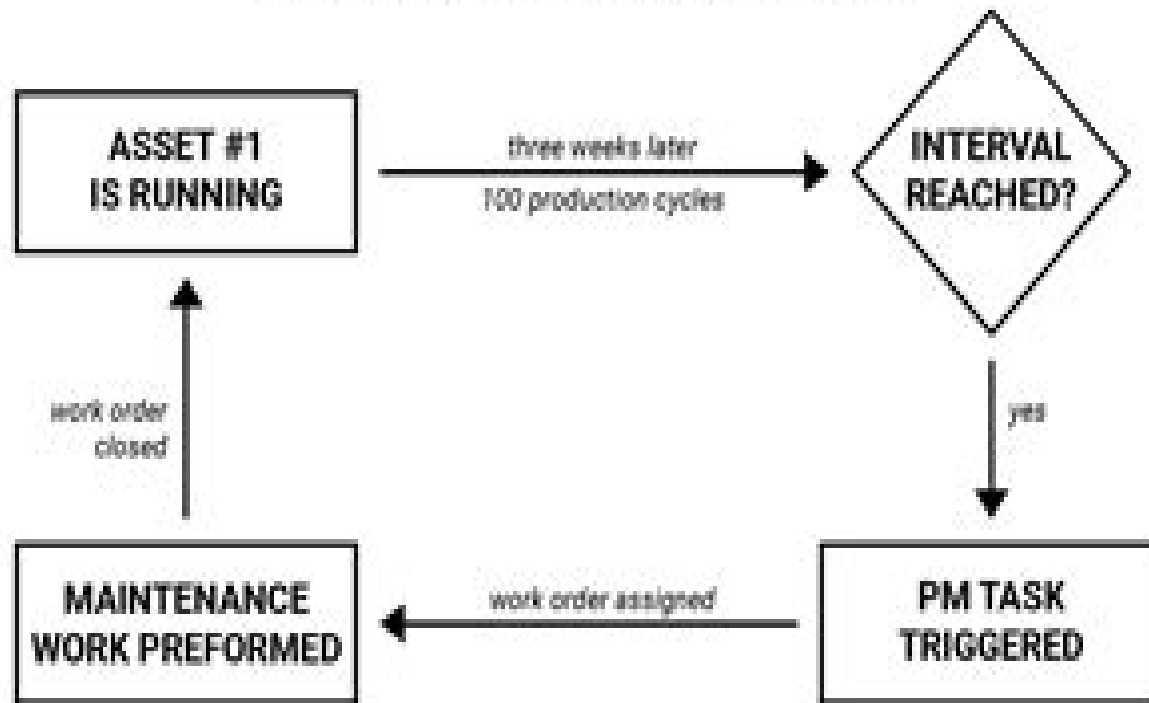 ASSET #1
IS RUNNING
three weeks later
100 production cycles
INTERVAL
REACHED?
yes
work order
closed
MAINTENANCE
WORK PREFORMED
work order assigned
PM TASK
TRIGGERED